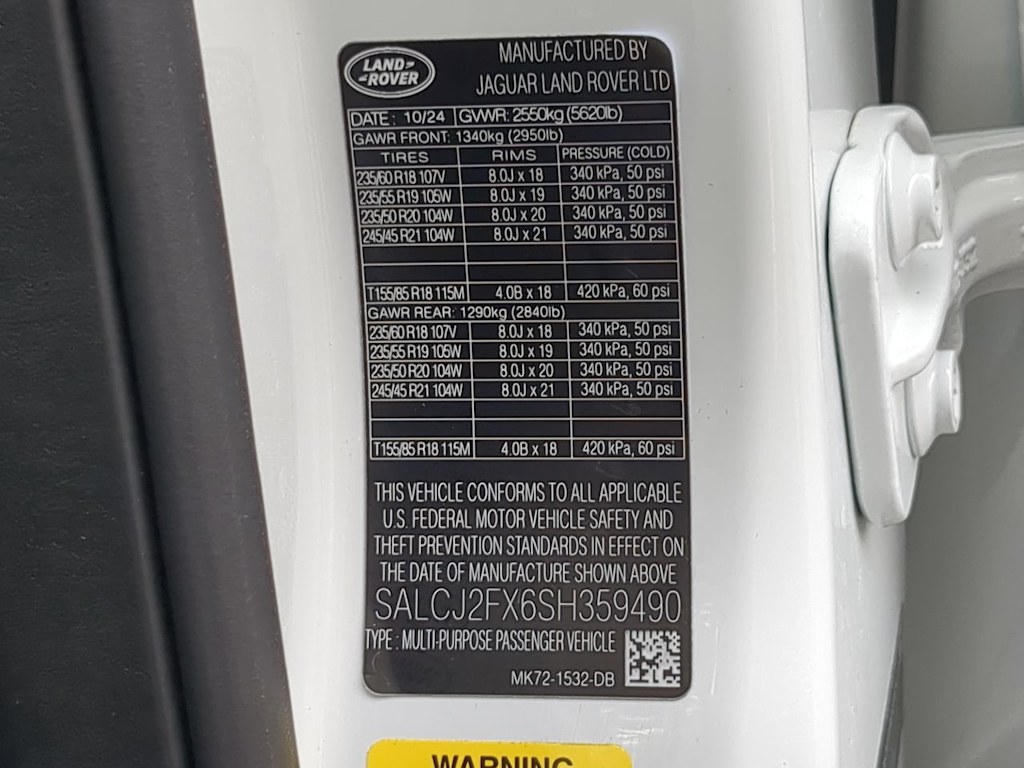 LAND-
-ROVER
MANUFACTURED BY
JAGUAR LAND ROVER LTD
DATE: 10/24 GVWR: 2550kg (5620lb)
GAWR FRONT: 1340kg (2950lb)
TIRES RIMS PRESSURE (COLD)
235/60 R18 107V 8.0J x 18 340 kPa, 50 psi
235/55 R19 105W 8.0J x 19 340 kPa, 50 psi
235/50 R20 104W 8.0J x 20 340 kPa, 50 psi
245/45 R21 104W 8.0J x 21 340 kPa, 50 psi
T155/85 R18 115M 4.0B x 18 420 kPa, 60 psi
GAWR REAR: 1290kg (2840lb)
235/60 R18 107V 8.0J x 18 340 kPa, 50 psi
235/55 R19 105W 8.0J x 19 340 kPa, 50 psi
235/50 R20 104W 8.0J x 20 340 kPa, 50 psi
245/45 R21 104W 8.0J x 21 340 kPa, 50 psi
T155/85 R18 115M 4.0B x 18 420 kPa, 60 psi
THIS VEHICLE CONFORMS TO ALL APPLICABLE
U.S. FEDERAL MOTOR VEHICLE SAFETY AND
THEFT PREVENTION STANDARDS IN EFFECT ON
THE DATE OF MANUFACTURE SHOWN ABOVE
SALCJ2FX6SH359490
TYPE : MULTI-PURPOSE PASSENGER VEHICLE
MK72-1532-DB
WARNING